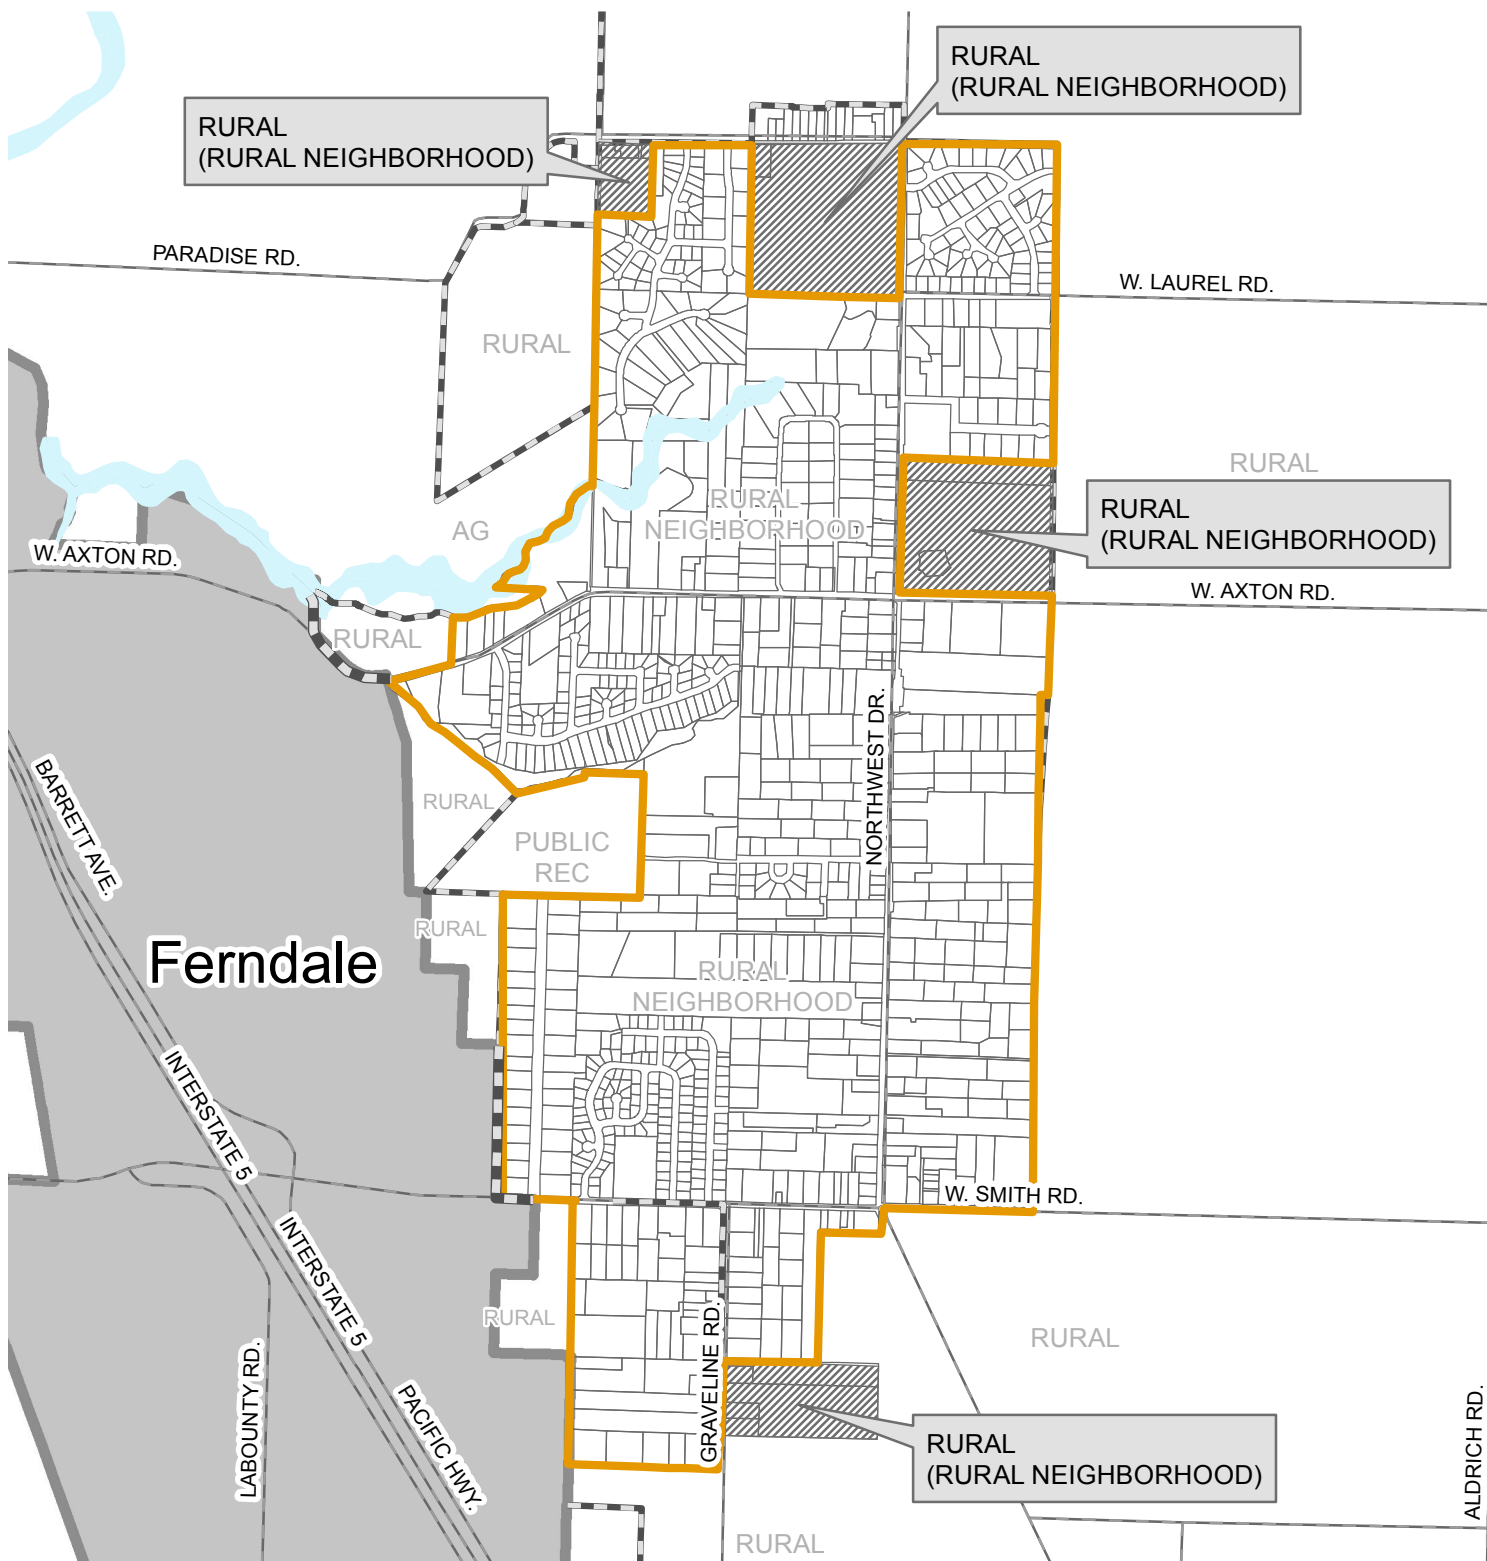 RURAL
(RURAL NEIGHBORHOOD)
RURAL
(RURAL NEIGHBORHOOD)
PARADISE RD.
W. LAUREL RD.
RURAL
RURAL
RURAL
NEIGHBORHOOD
RURAL
(RURAL NEIGHBORHOOD)
AG
W. AXTON RD.
W. AXTON RD.
RURAL
NORTHWEST DR.
BARRETT AVE.
RURAL
PUBLIC
REC
RURAL
Ferndale
RURAL
NEIGHBORHOOD
INTERSTATE 5
W. SMITH RD.
INTERSTATE 5
RURAL
RURAL
GRAVELINE RD.
LABOUNTY RD.
PACIFIC HWY.
ALDRICH RD.
RURAL
(RURAL NEIGHBORHOOD)
RURAL